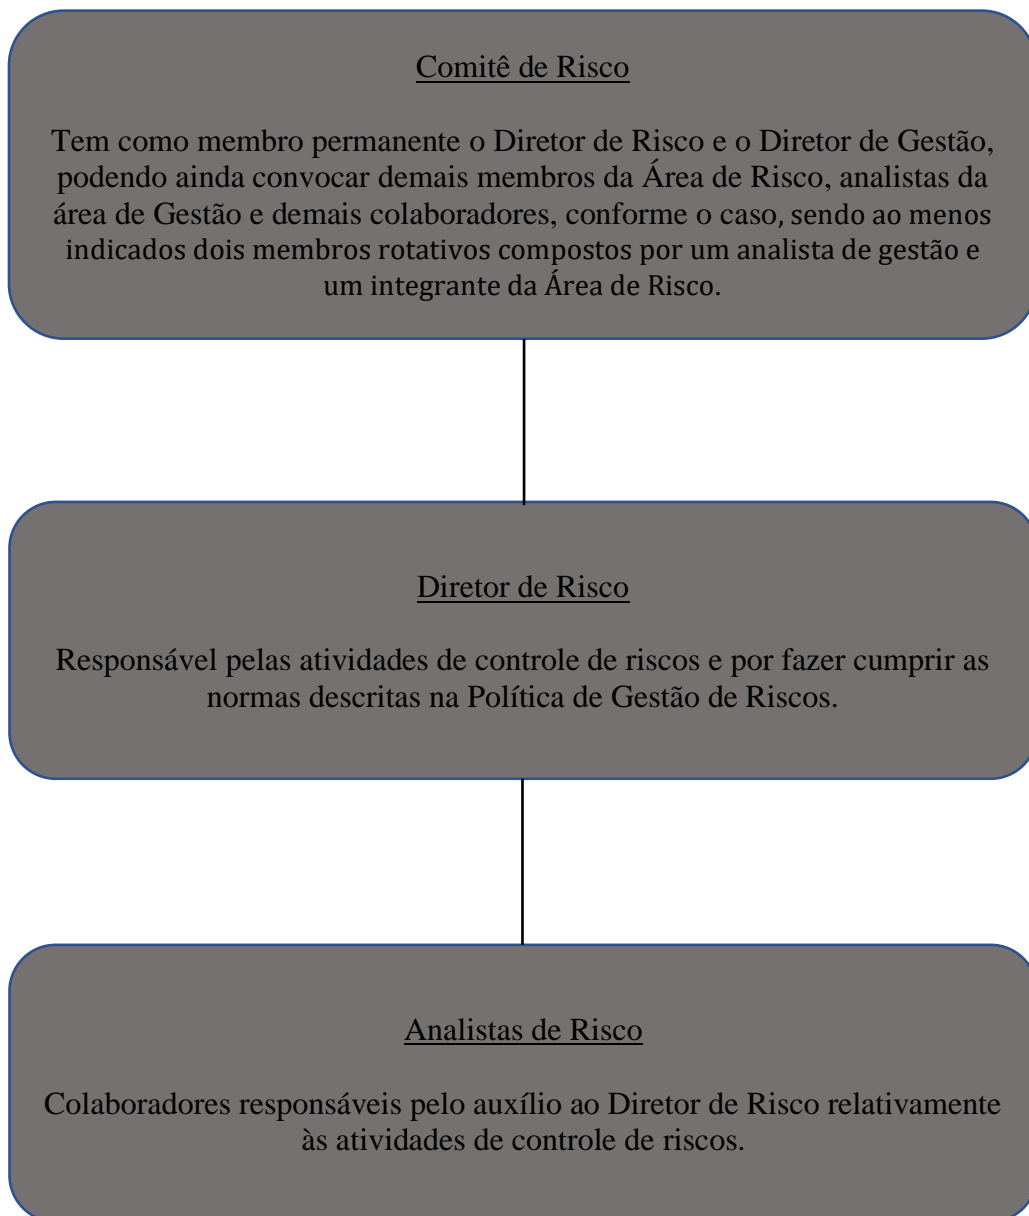 Comitê de Risco
Tem como membro permanente o Diretor de Risco e o Diretor de Gestão,
podendo ainda convocar demais membros da Área de Risco, analistas da
área de Gestão e demais colaboradores, conforme o caso, sendo ao menos
indicados dois membros rotativos compostos por um analista de gestão e
um integrante da Área de Risco.
Diretor de Risco
Responsável pelas atividades de controle de riscos e por fazer cumprir as
normas descritas na Política de Gestão de Riscos.
Analistas de Risco
Colaboradores responsáveis pelo auxílio ao Diretor de Risco relativamente
às atividades de controle de riscos.